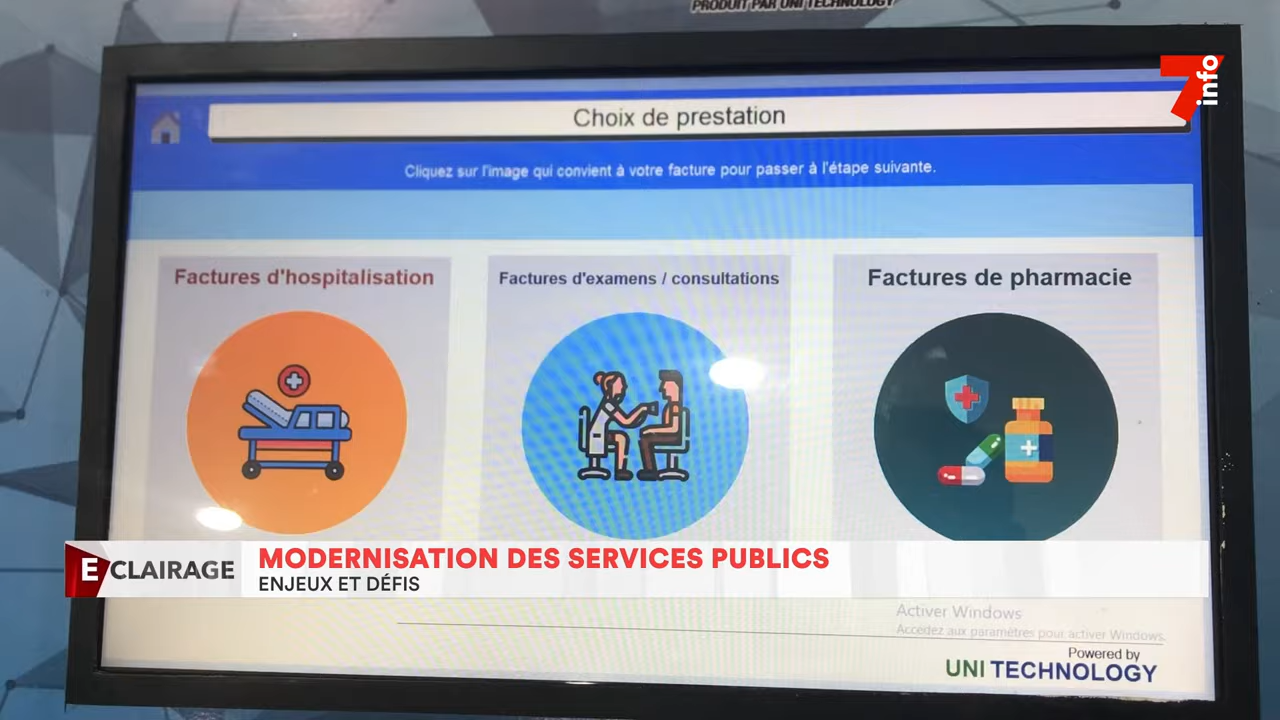 PRODUIT PAR UNI TECHNOLOGY
7 info
Choix de prestation
Cliquez sur l'image qui convient à votre facture pour passer à l'étape suivante.
Factures d'hospitalisation
Factures d'examens / consultations
Factures de pharmacie
ECLAIRAGE
MODERNISATION DES SERVICES PUBLICS
ENJEUX ET DÉFIS
Activer Windows
Accédez aux paramètres pour activer Windows.
Powered by
UNI TECHNOLOGY